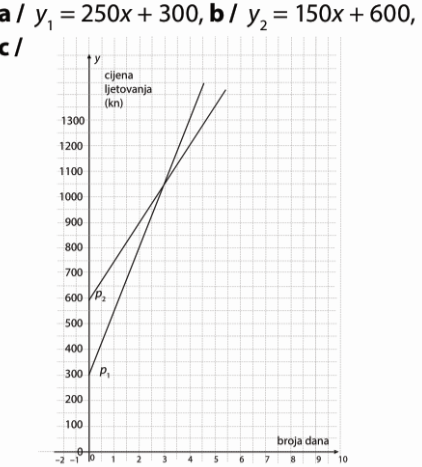 a / y₁ = 250x + 300, b / y₂ = 150x + 600,
c /
y
cijena
ljetovanja
(kn)
1300
1200
1100
1000
900
800
700
600
p₂
500
400
300
p₁
200
100
broja dana
0
-2 -1 0 1 2 3 4 5 6 7 8 9 10